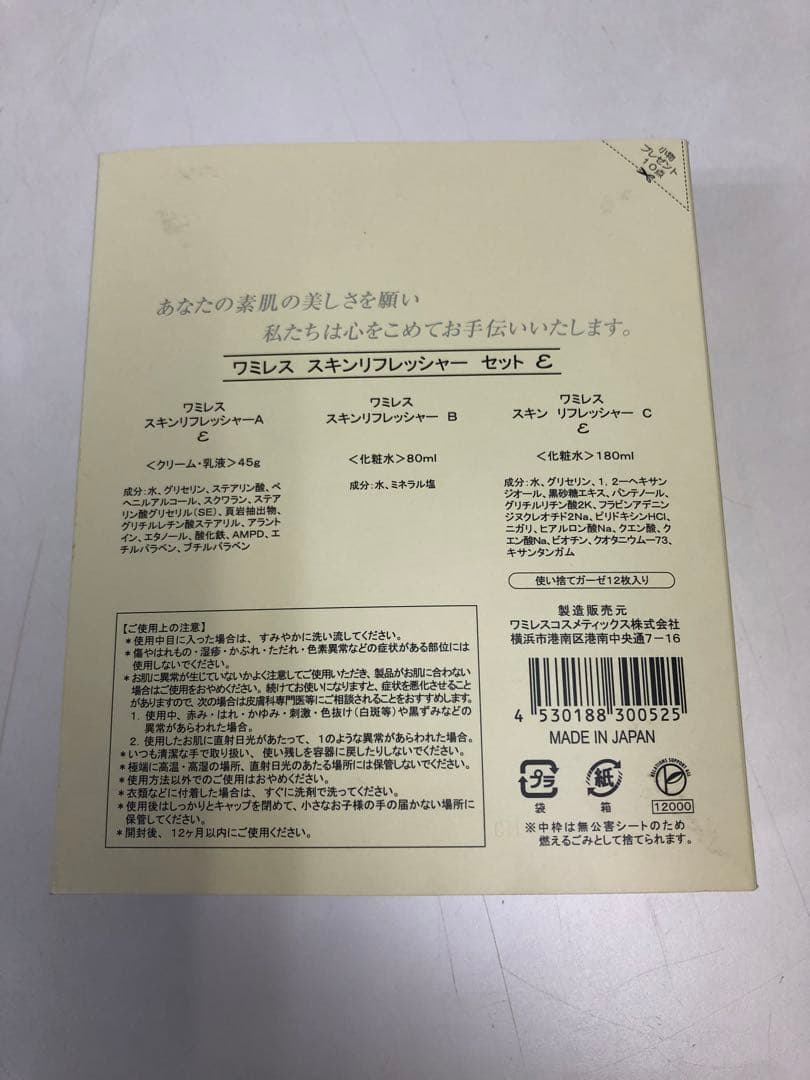 小物
プレゼント
10点
あなたの素肌の美しさを願い
私たちは心をこめてお手伝いいたします。
ワミレス スキンリフレッシャー セット ε
ワミレス
スキンリフレッシャーA
ε
<クリーム・乳液>45g
成分:水、グリセリン、ステアリン酸、ベ
ヘニルアルコール、スクワラン、ステア
リン酸グリセリル(SE)、頁岩抽出物、
グリチルレチン酸ステアリル、アラント
イン、エタノール、酸化鉄、AMPD、エ
チルパラベン、ブチルパラベン
ワミレス
スキンリフレッシャー B
<化粧水>80ml
成分:水、ミネラル塩
ワミレス
スキン リフレッシャー C
ε
<化粧水>180ml
成分:水、グリセリン、1, 2-ヘキサン
ジオール、黒砂糖エキス、パンテノール、
グリチルリチン酸2K、フラビンアデニン
ジヌクレオチド2Na、ピリドキシンHCl、
ニガリ、ヒアルロン酸Na、クエン酸、ク
エン酸Na、ビオチン、クオタニウム-73、
キサンタンガム
使い捨てガーゼ12枚入り
【ご使用上の注意】
*使用中目に入った場合は、すみやかに洗い流してください。
*傷やはれもの・湿疹・かぶれ・ただれ・色素異常などの症状がある部位には
使用しないでください。
*お肌に異常が生じていないかよく注意してご使用いただき、製品がお肌に合わない
場合はご使用をおやめください。続けてお使いになりますと、症状を悪化させること
がありますので、次の場合は皮膚科専門医等にご相談されることをおすすめします。
1. 使用中、赤み・はれ・かゆみ・刺激・色抜け(白斑等)や黒ずみなどの
異常があらわれた場合。
2. 使用したお肌に直射日光があたって、1のような異常があらわれた場合。
*いつも清潔な手で取り扱い、使い残しを容器に戻したりしないでください。
*極端に高温・高湿の場所、直射日光のあたる場所には保管しないでください。
*使用方法以外でのご使用はおやめください。
*衣類などに付着した場合は、すぐに洗剤で洗ってください。
*使用後はしっかりとキャップを閉めて、小さなお子様の手の届かない場所に
保管してください。
*開封後、12ヶ月以内にご使用ください。
製造販売元
ワミレスコスメティックス株式会社
横浜市港南区港南中央通7-16
4 530188 300525
MADE IN JAPAN
プラ
袋
紙
箱
RELATIONS SUPPORT ALL
12000
※中枠は無公害シートのため
燃えるごみとして捨てられます。